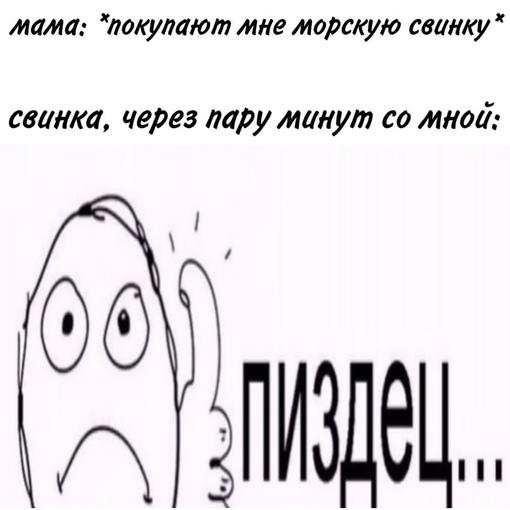 мама: *покупают мне морскую свинку*
свинка, через пару минут со мной:
пиздец...